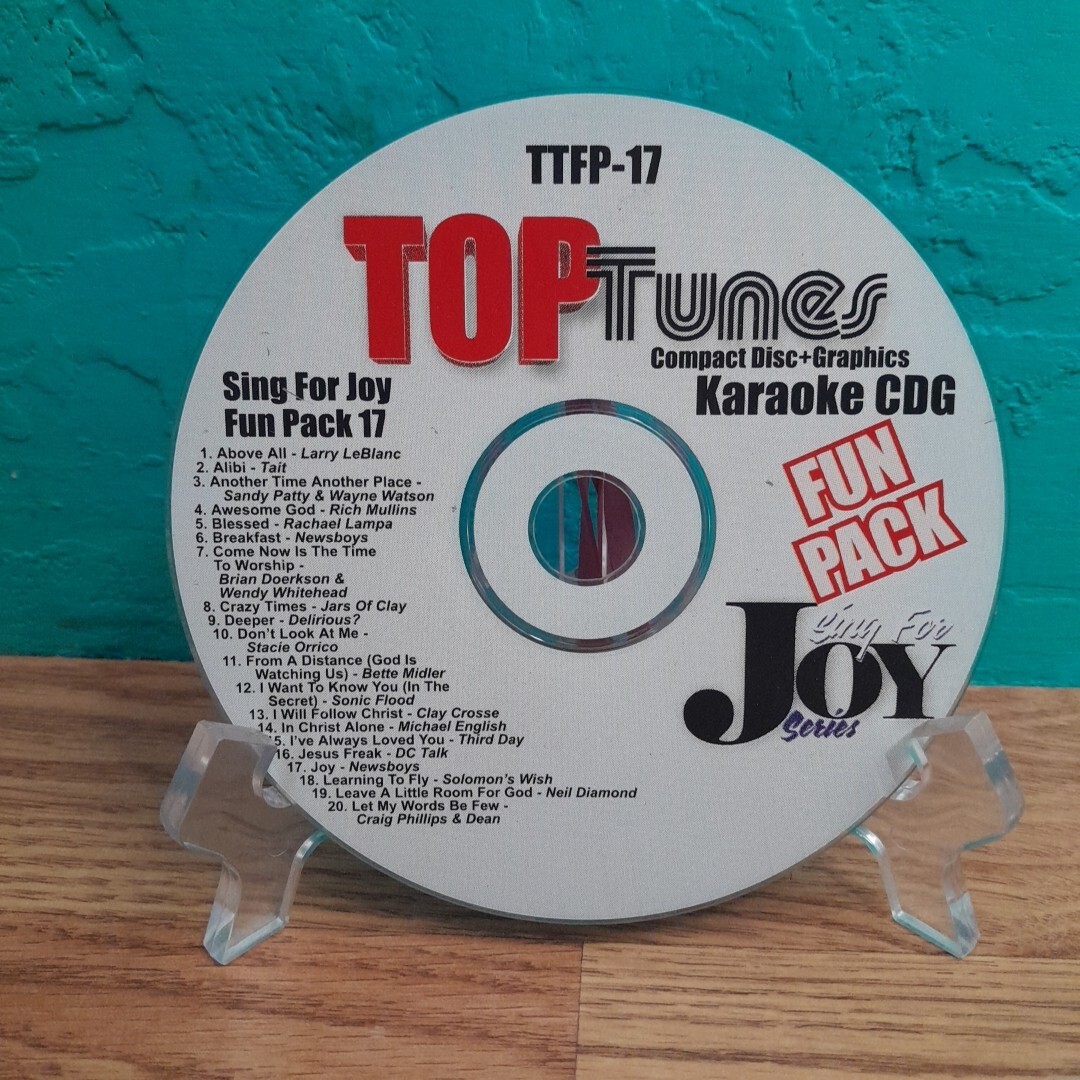 TTFP-17
TOP Tunes
Compact Disc+Graphics
Karaoke CDG
Sing For Joy
Fun Pack 17
1. Above All - Larry LeBlanc
2. Alibi - Tait
3. Another Time Another Place -
Sandy Patty & Wayne Watson
4. Awesome God - Rich Mullins
5. Blessed - Rachael Lampa
6. Breakfast - Newsboys
7. Come Now Is The Time
To Worship -
Brian Doerkson &
Wendy Whitehead
8. Crazy Times - Jars Of Clay
9. Deeper - Delirious?
10. Don't Look At Me -
Stacie Orrico
11. From A Distance (God Is
Watching Us) - Bette Midler
12. I Want To Know You (In The
Secret) - Sonic Flood
13. I Will Follow Christ - Clay Crosse
14. In Christ Alone - Michael English
15. I've Always Loved You - Third Day
16. Jesus Freak - DC Talk
17. Joy - Newsboys
18. Learning To Fly - Solomon's Wish
19. Leave A Little Room For God - Neil Diamond
20. Let My Words Be Few -
Craig Phillips & Dean
FUN
PACK
Sing For
JOY
Series